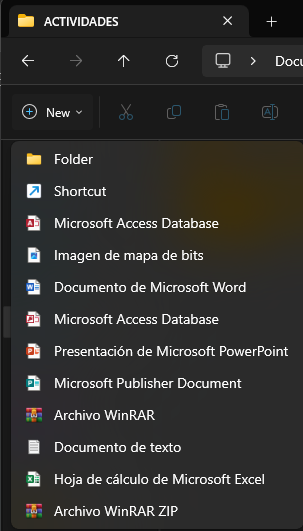 ACTIVIDADES
Docu
New
Folder
Shortcut
Microsoft Access Database
Imagen de mapa de bits
Documento de Microsoft Word
Microsoft Access Database
Presentación de Microsoft PowerPoint
Microsoft Publisher Document
Archivo WinRAR
Documento de texto
Hoja de cálculo de Microsoft Excel
Archivo WinRAR ZIP